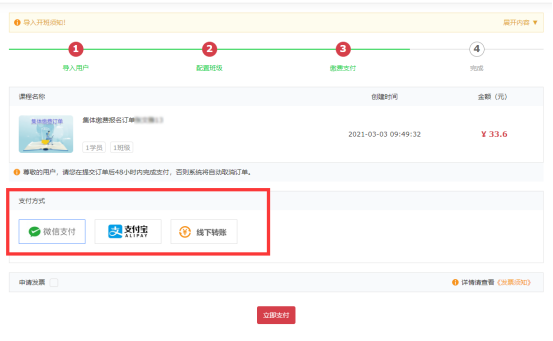 导入开班须知!
展开内容 ▼
1
2
3
4
导入用户
配置班级
缴费支付
完成
课程名称
创建时间
金额（元）
集体缴费订单
集体缴费报名订单
1学员
1班级
2021-03-03 09:49:32
¥ 33.6
尊敬的用户，请您在提交订单后48小时内完成支付，否则系统将自动取消订单。
支付方式
微信支付
支付宝
ALIPAY
线下转账
申请发票
详情请查看《发票须知》
立即支付